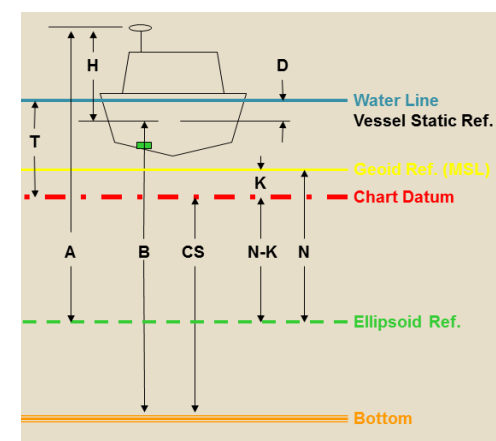 H
D
Water Line
Vessel Static Ref.
T
Geoid Ref. (MSL)
K
Chart Datum
A
B
CS
N-K
N
Ellipsoid Ref.
Bottom